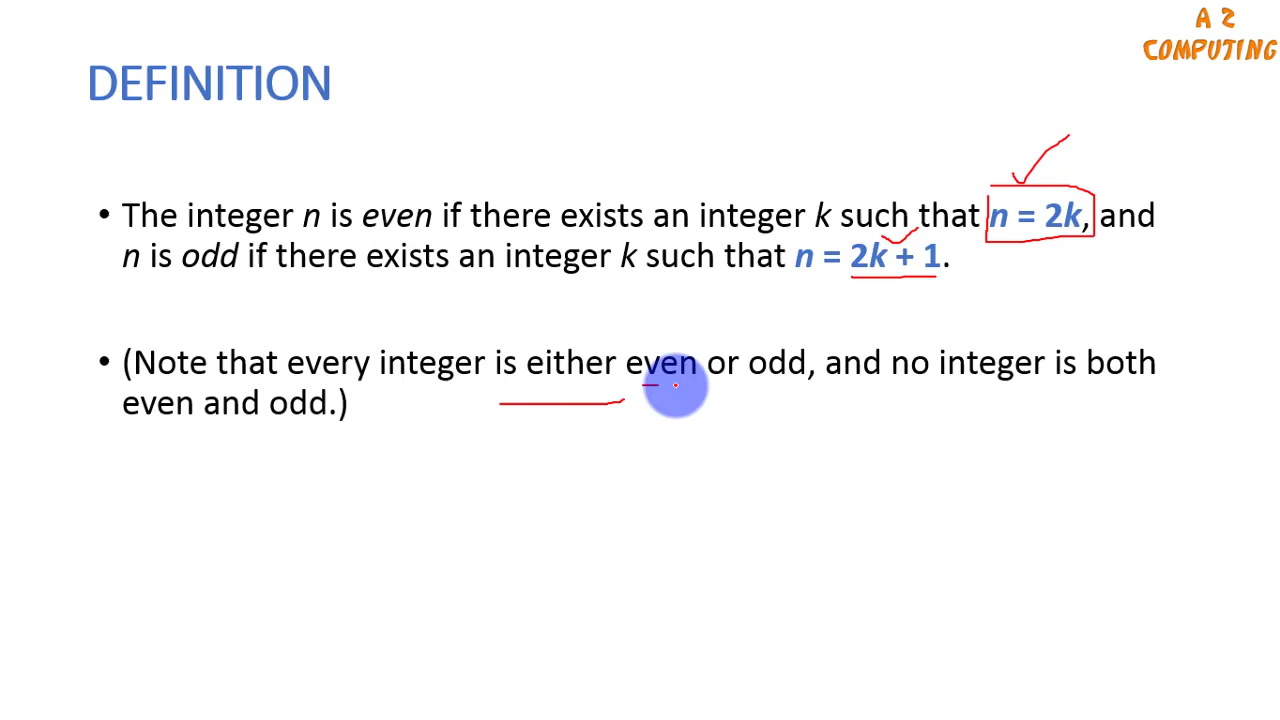 A Z
COMPUTING
DEFINITION
• The integer n is even if there exists an integer k such that n = 2k, and
n is odd if there exists an integer k such that n = 2k + 1.
• (Note that every integer is either even or odd, and no integer is both
even and odd.)